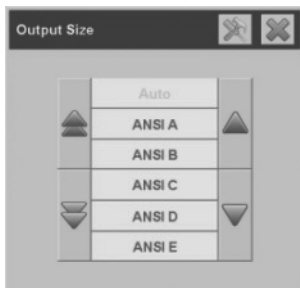 Output Size
Auto
ANSI A
ANSI B
ANSI C
ANSI D
ANSI E